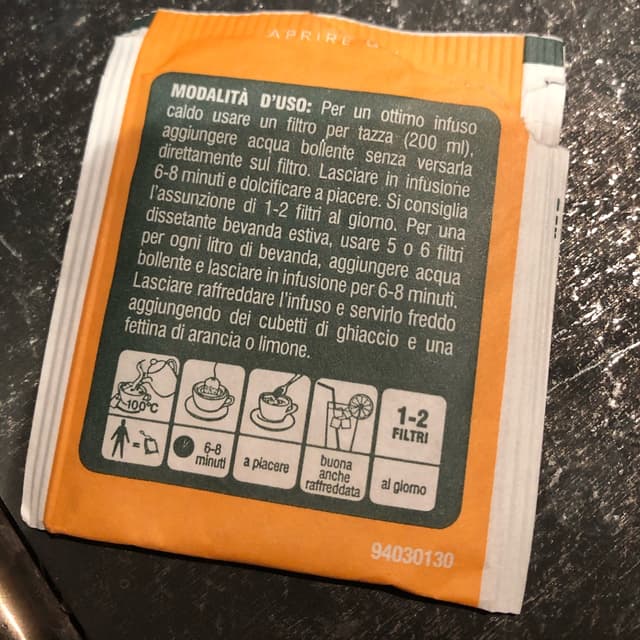 APRIRE
MODALITÀ D'USO: Per un ottimo infuso
caldo usare un filtro per tazza (200 ml),
aggiungere acqua bollente senza versarla
direttamente sul filtro. Lasciare in infusione
6-8 minuti e dolcificare a piacere. Si consiglia
l'assunzione di 1-2 filtri al giorno. Per una
dissetante bevanda estiva, usare 5 o 6 filtri
per ogni litro di bevanda, aggiungere acqua
bollente e lasciare in infusione per 6-8 minuti.
Lasciare raffreddare l'infuso e servirlo freddo
aggiungendo dei cubetti di ghiaccio e una
fettina di arancia o limone.
100°C
=
6-8
minuti
a piacere
buona
anche
raffreddata
1-2
FILTRI
al giorno
94030130